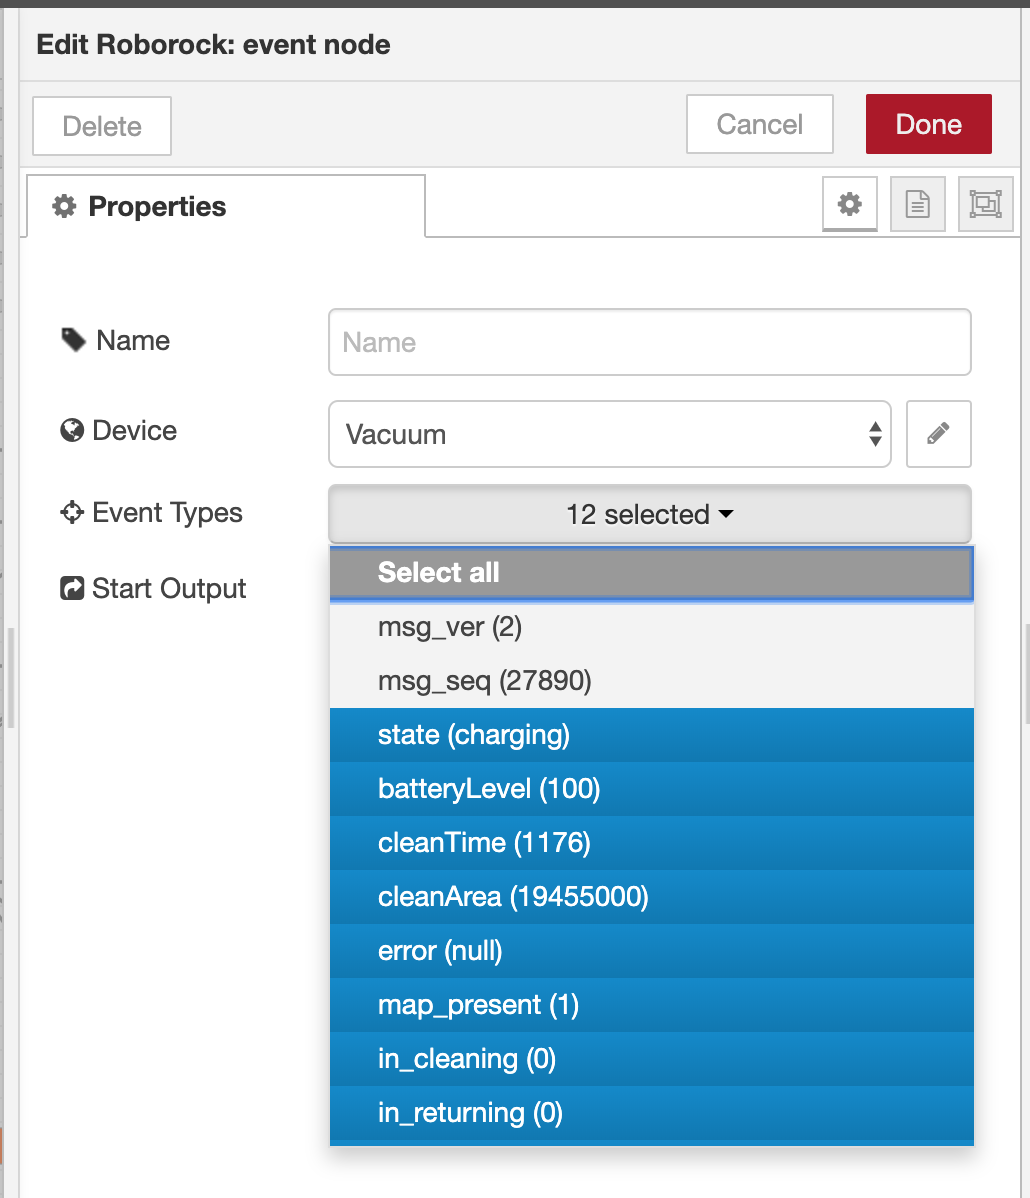 Edit Roborock: event node
Delete
Cancel
Done
Properties
Name
Name
Device
Vacuum
Event Types
12 selected
Start Output
Select all
msg_ver (2)
msg_seq (27890)
state (charging)
batteryLevel (100)
cleanTime (1176)
cleanArea (19455000)
error (null)
map_present (1)
in_cleaning (0)
in_returning (0)